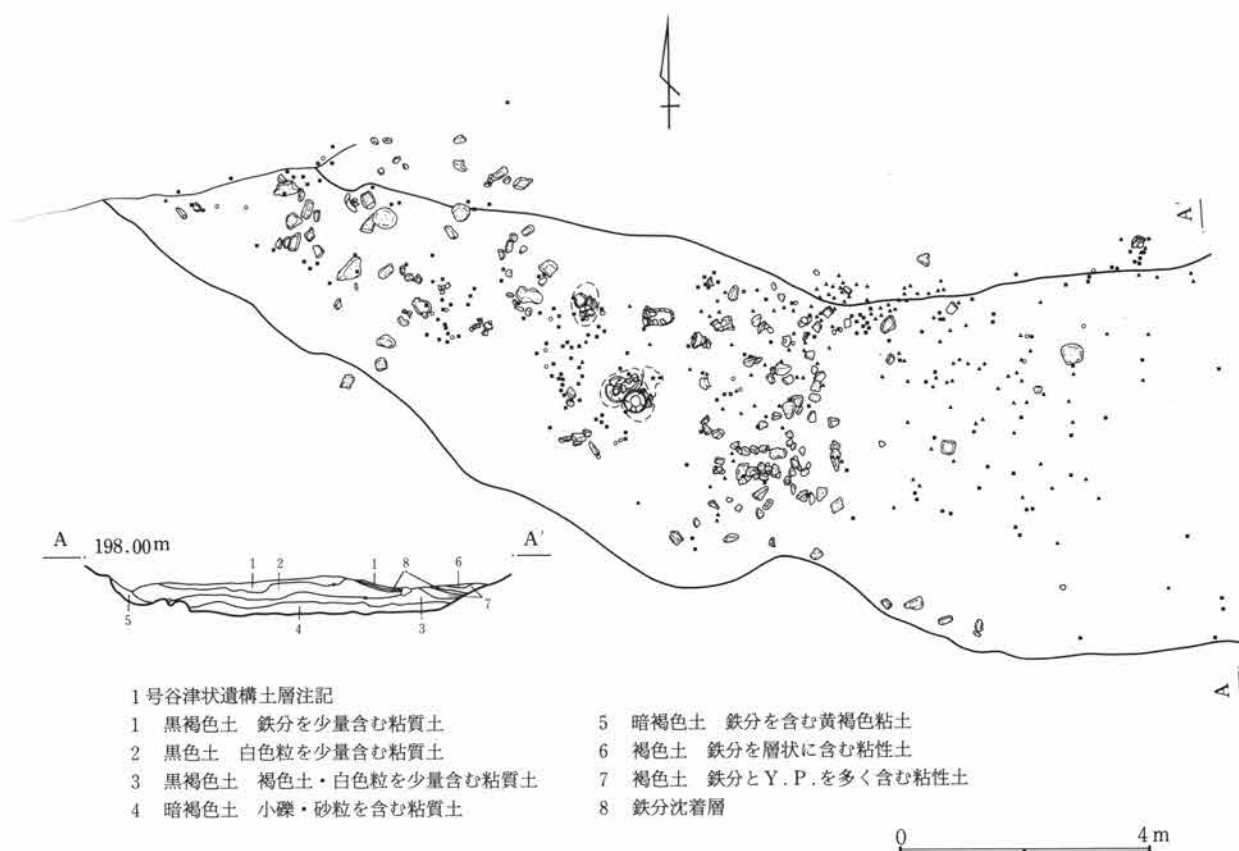 A'
A 198.00m A'
1 2 1 8 6
5 4 3 7
A
1号谷津状遺構土層注記
1 黒褐色土 鉄分を少量含む粘質土
2 黒色土 白色粒を少量含む粘質土
3 黒褐色土 褐色土・白色粒を少量含む粘質土
4 暗褐色土 小礫・砂粒を含む粘質土
5 暗褐色土 鉄分を含む黄褐色粘土
6 褐色土 鉄分を層状に含む粘性土
7 褐色土 鉄分とY.P.を多く含む粘性土
8 鉄分沈着層
0 4m